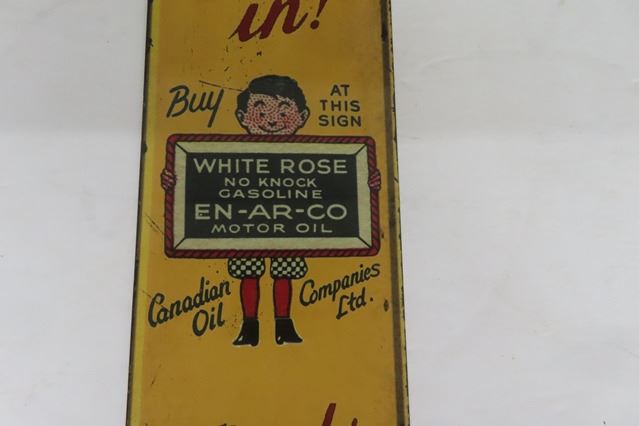 in!
Buy
AT
THIS
SIGN
WHITE ROSE
NO KNOCK
GASOLINE
EN-AR-CO
MOTOR OIL
Canadian
Oil
Companies
Ltd.